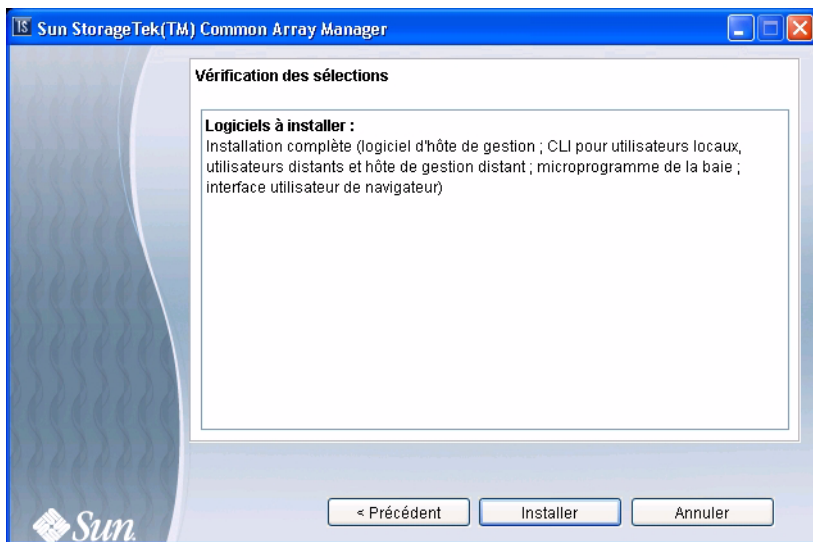 Sun StorageTek(TM) Common Array Manager
Vérification des sélections
Logiciels à installer :
Installation complète (logiciel d'hôte de gestion ; CLI pour utilisateurs locaux,
utilisateurs distants et hôte de gestion distant ; microprogramme de la baie ;
interface utilisateur de navigateur)
Sun
< Précédent
Installer
Annuler